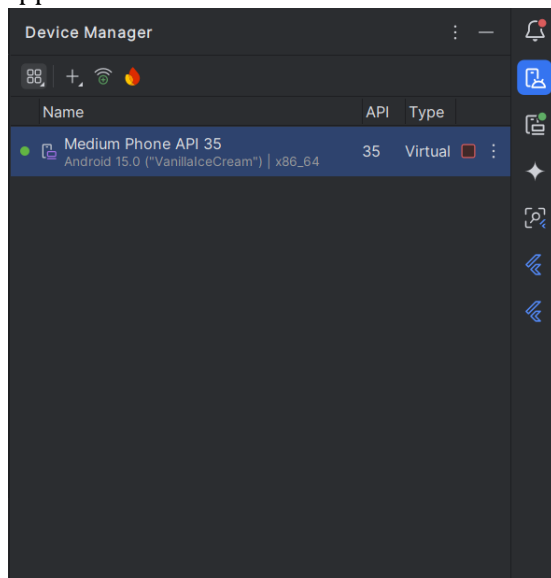 Device Manager
Name API Type
Medium Phone API 35 35 Virtual
Android 15.0 ("VanillaIceCream") | x86_64